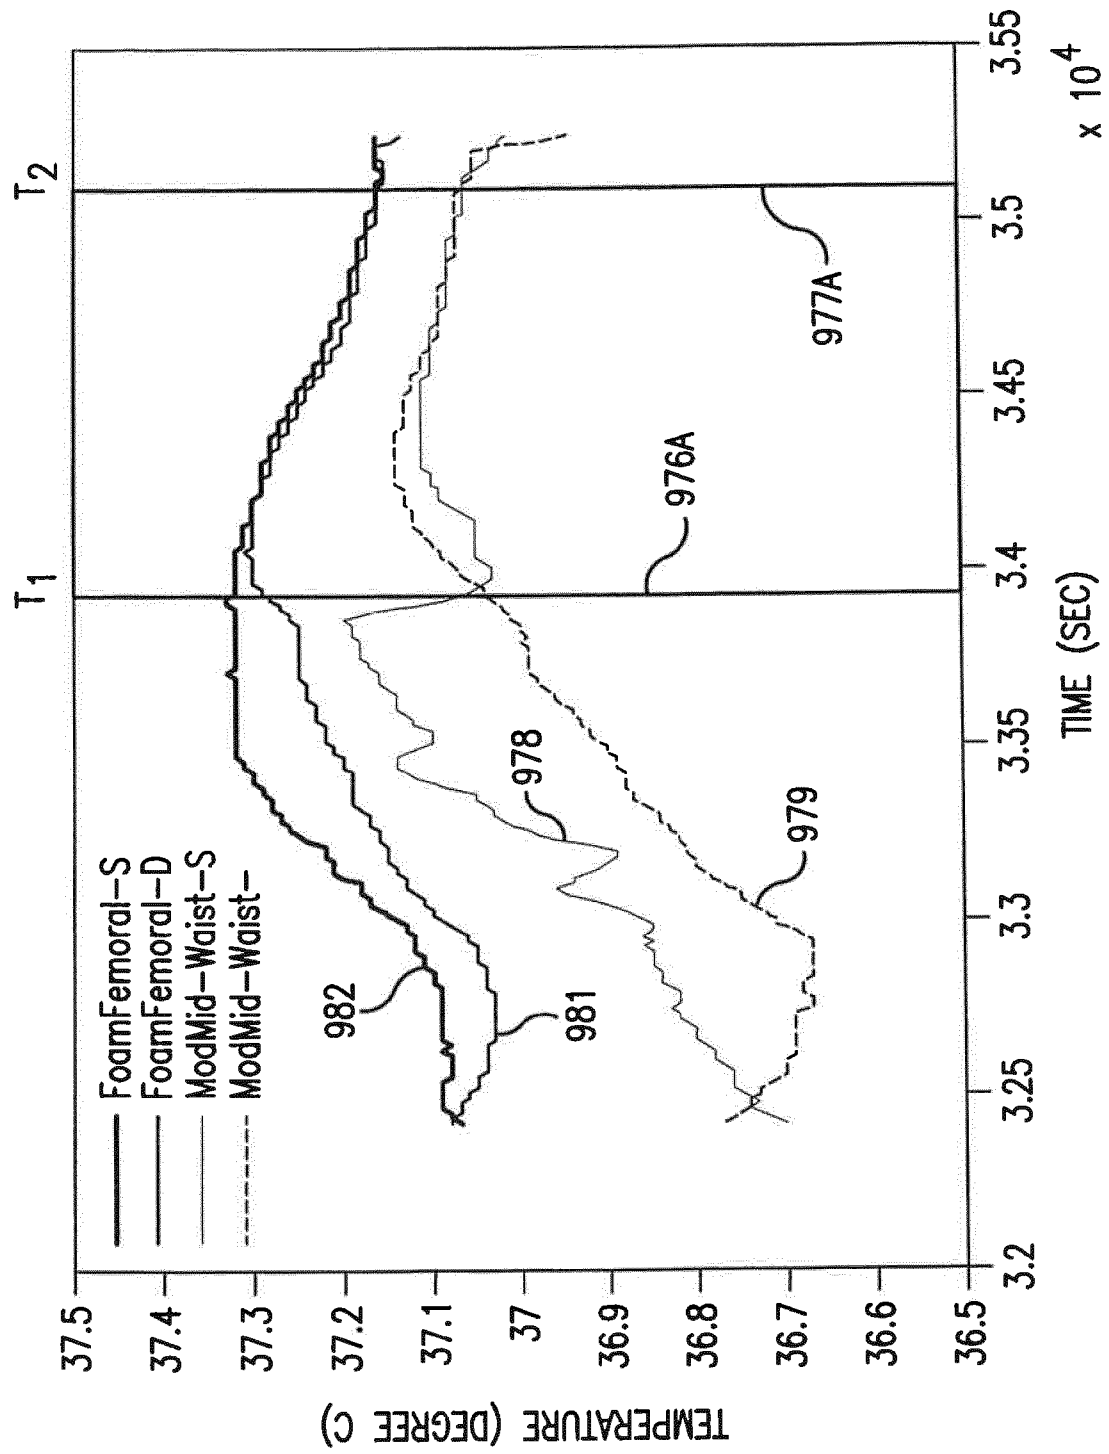 T1
T2
FoamFemoral-S
FoamFemoral-D
ModMid-Waist-S
ModMid-Waist-
982
981
978
979
976A
977A
37.5
37.4
37.3
37.2
37.1
37
36.9
36.8
36.7
36.6
36.5
TEMPERATURE (DEGREE C)
3.2
3.25
3.3
3.35
3.4
3.45
3.5
3.55
x 10^4
TIME (SEC)